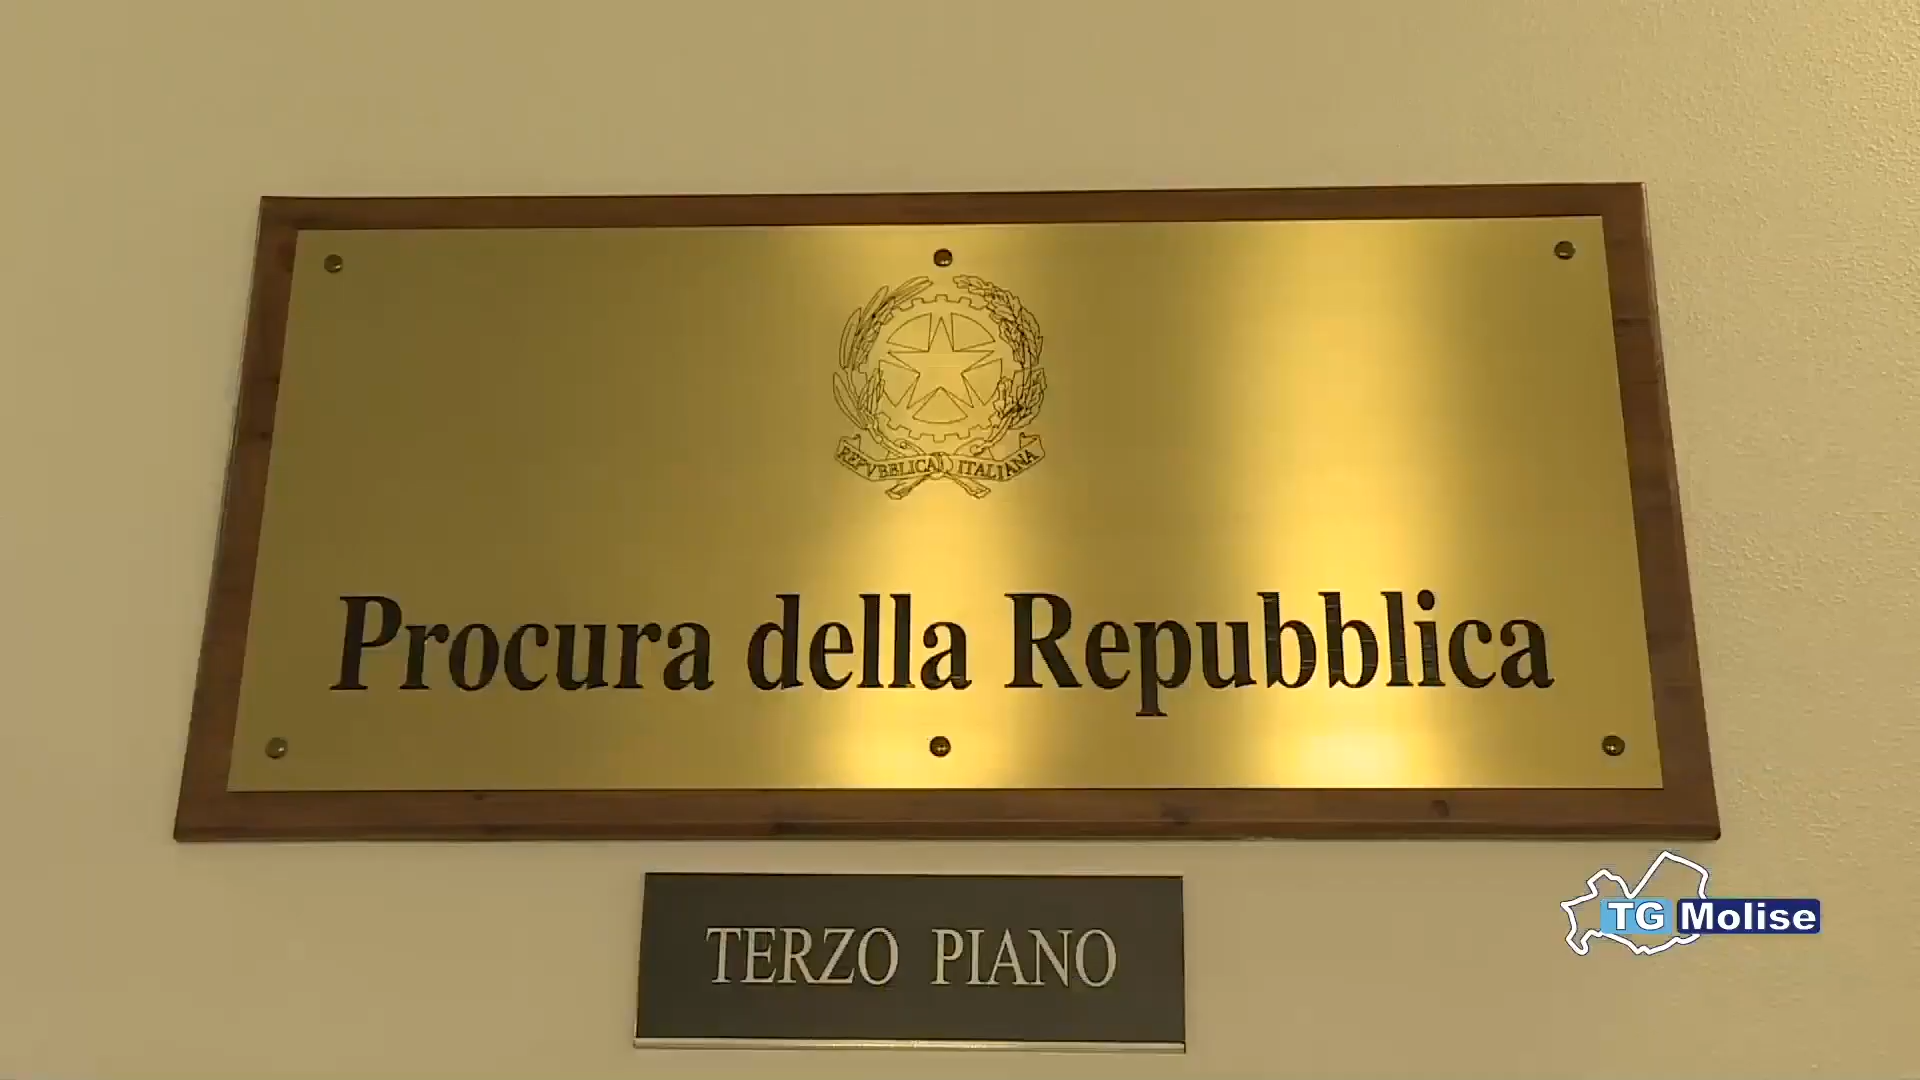 REPVBBLICA ITALIANA
Procura della Repubblica
TERZO PIANO
TG Molise